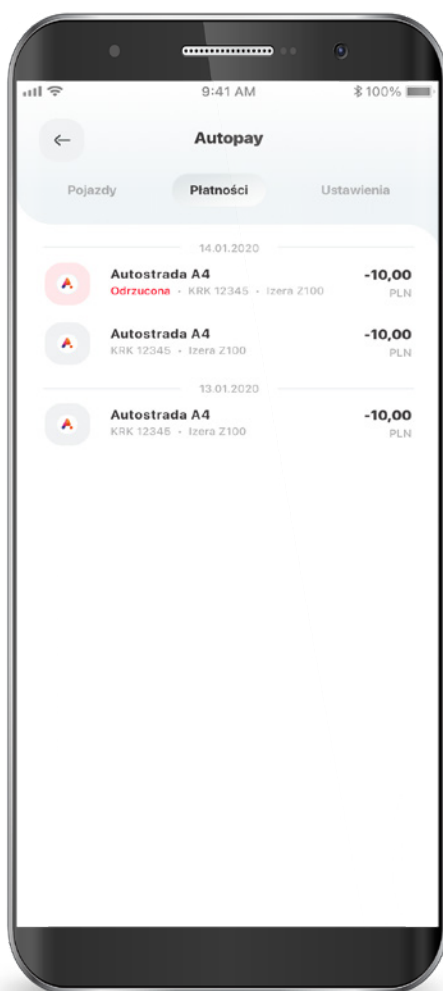 9:41 AM 100%
Autopay
Pojazdy Płatności Ustawienia
14.01.2020
Autostrada A4 -10,00
Odrzucona • KRK 12345 • Izera Z100 PLN
Autostrada A4 -10,00
KRK 12345 • Izera Z100 PLN
13.01.2020
Autostrada A4 -10,00
KRK 12345 • Izera Z100 PLN